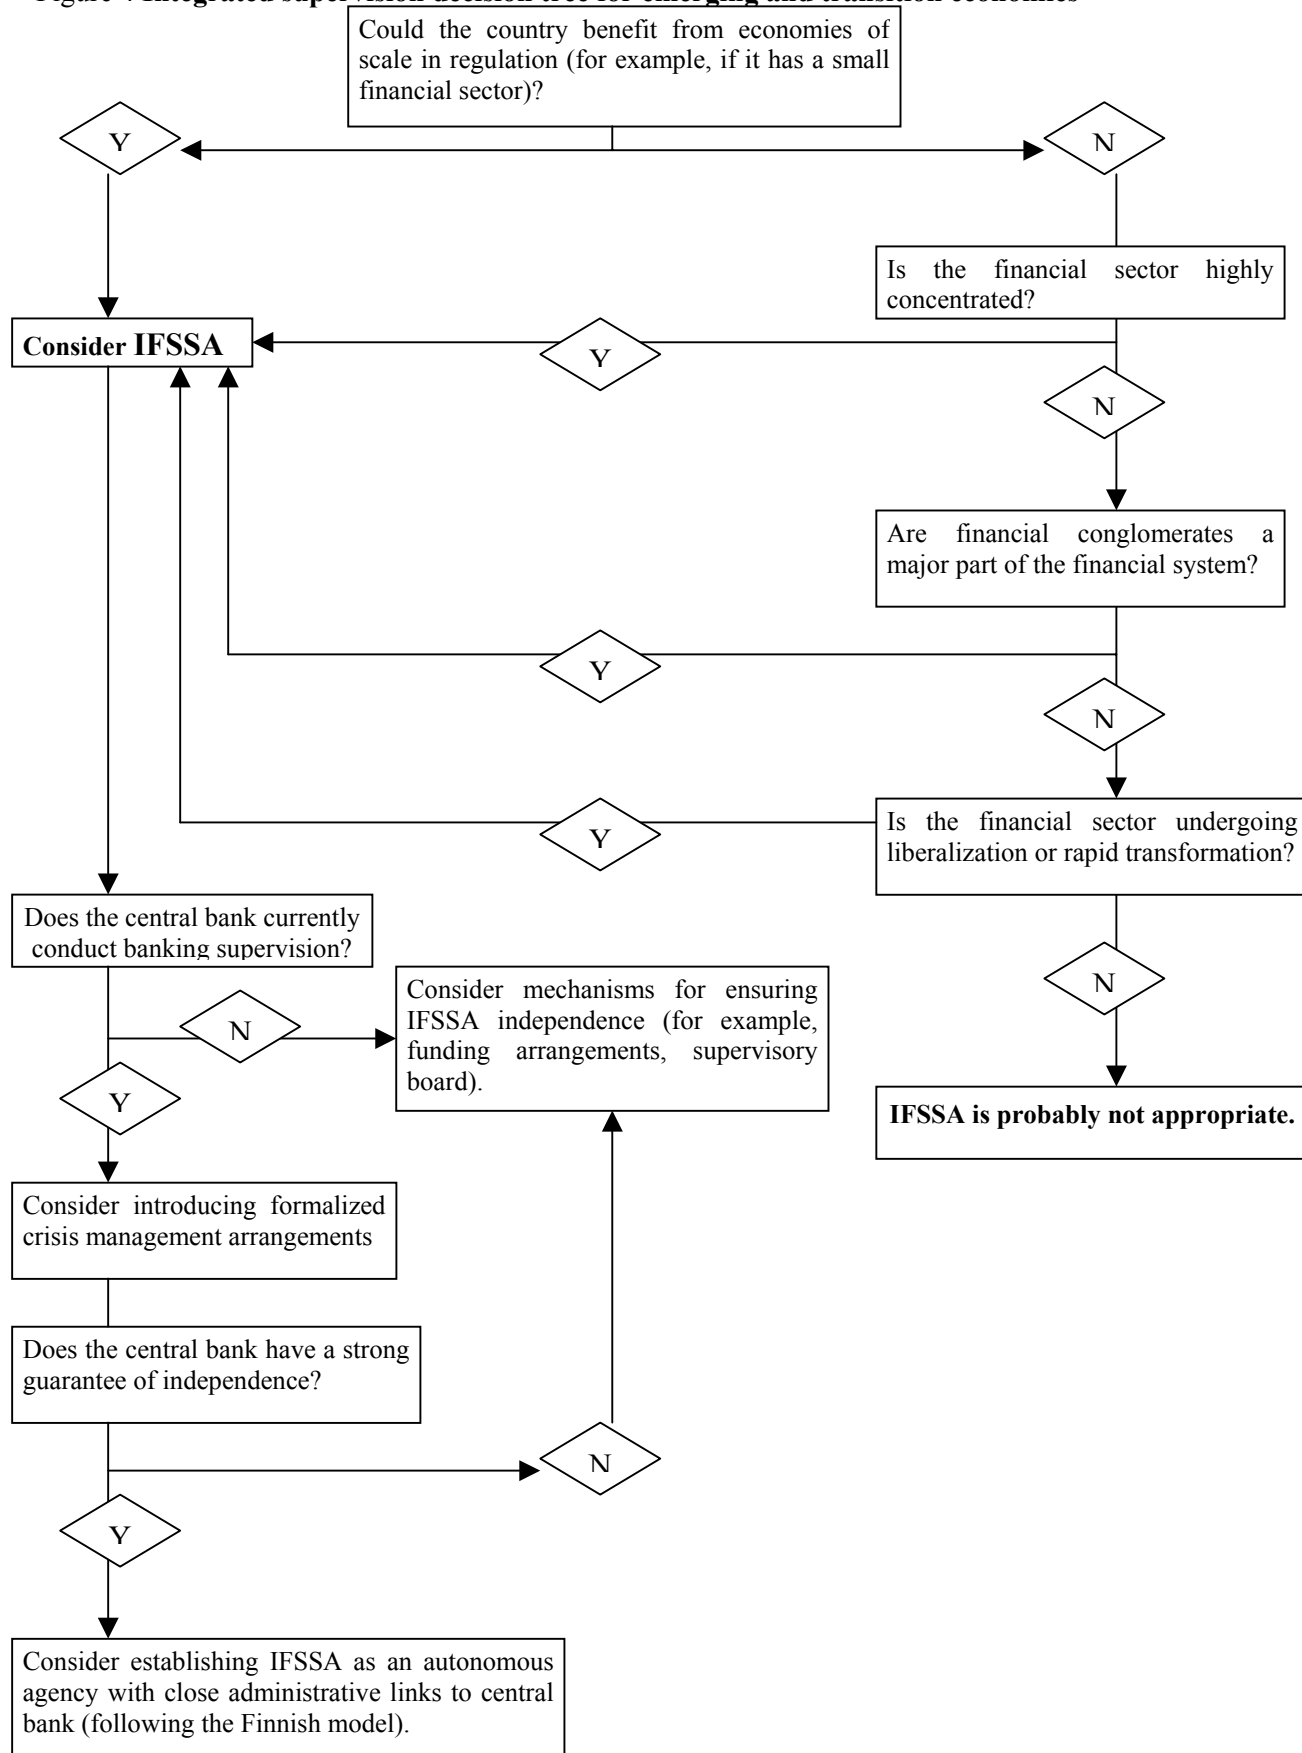 Integrated supervision decision tree for emerging and transition economies
Could the country benefit from economies of
scale in regulation (for example, if it has a small
financial sector)?
Y
N
Is the financial sector highly
concentrated?
Consider IFSSA
Y
N
Are financial conglomerates a
major part of the financial system?
Y
N
Is the financial sector undergoing
liberalization or rapid transformation?
Y
Does the central bank currently
conduct banking supervision?
N
Consider mechanisms for ensuring
IFSSA independence (for example,
funding arrangements, supervisory
board).
N
Y
IFSSA is probably not appropriate.
Consider introducing formalized
crisis management arrangements
Does the central bank have a strong
guarantee of independence?
N
Y
Consider establishing IFSSA as an autonomous
agency with close administrative links to central
bank (following the Finnish model).